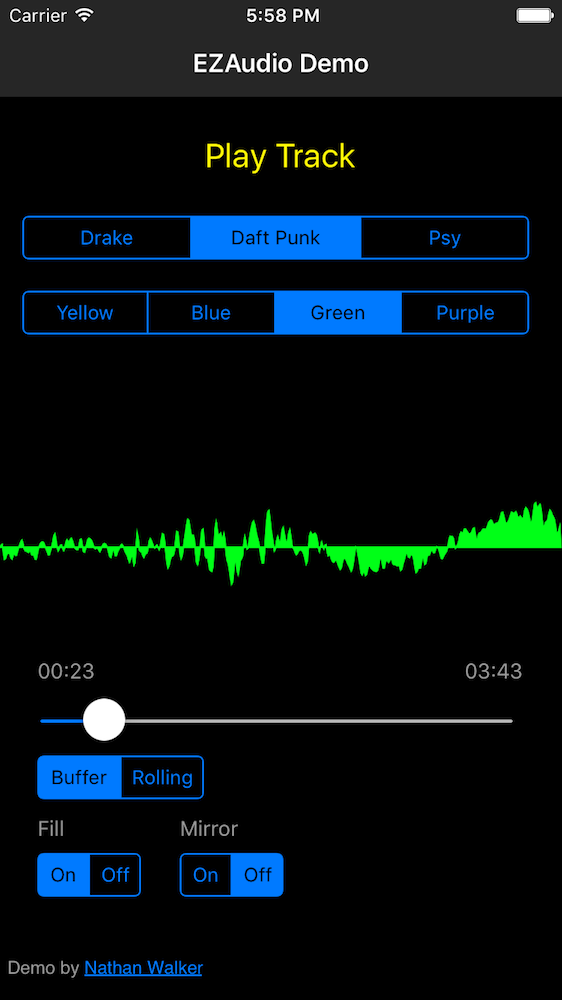 Carrier 5:58 PM
EZAudio Demo
Play Track
Drake Daft Punk Psy
Yellow Blue Green Purple
00:23 03:43
Buffer Rolling
Fill Mirror
On Off On Off
Demo by Nathan Walker